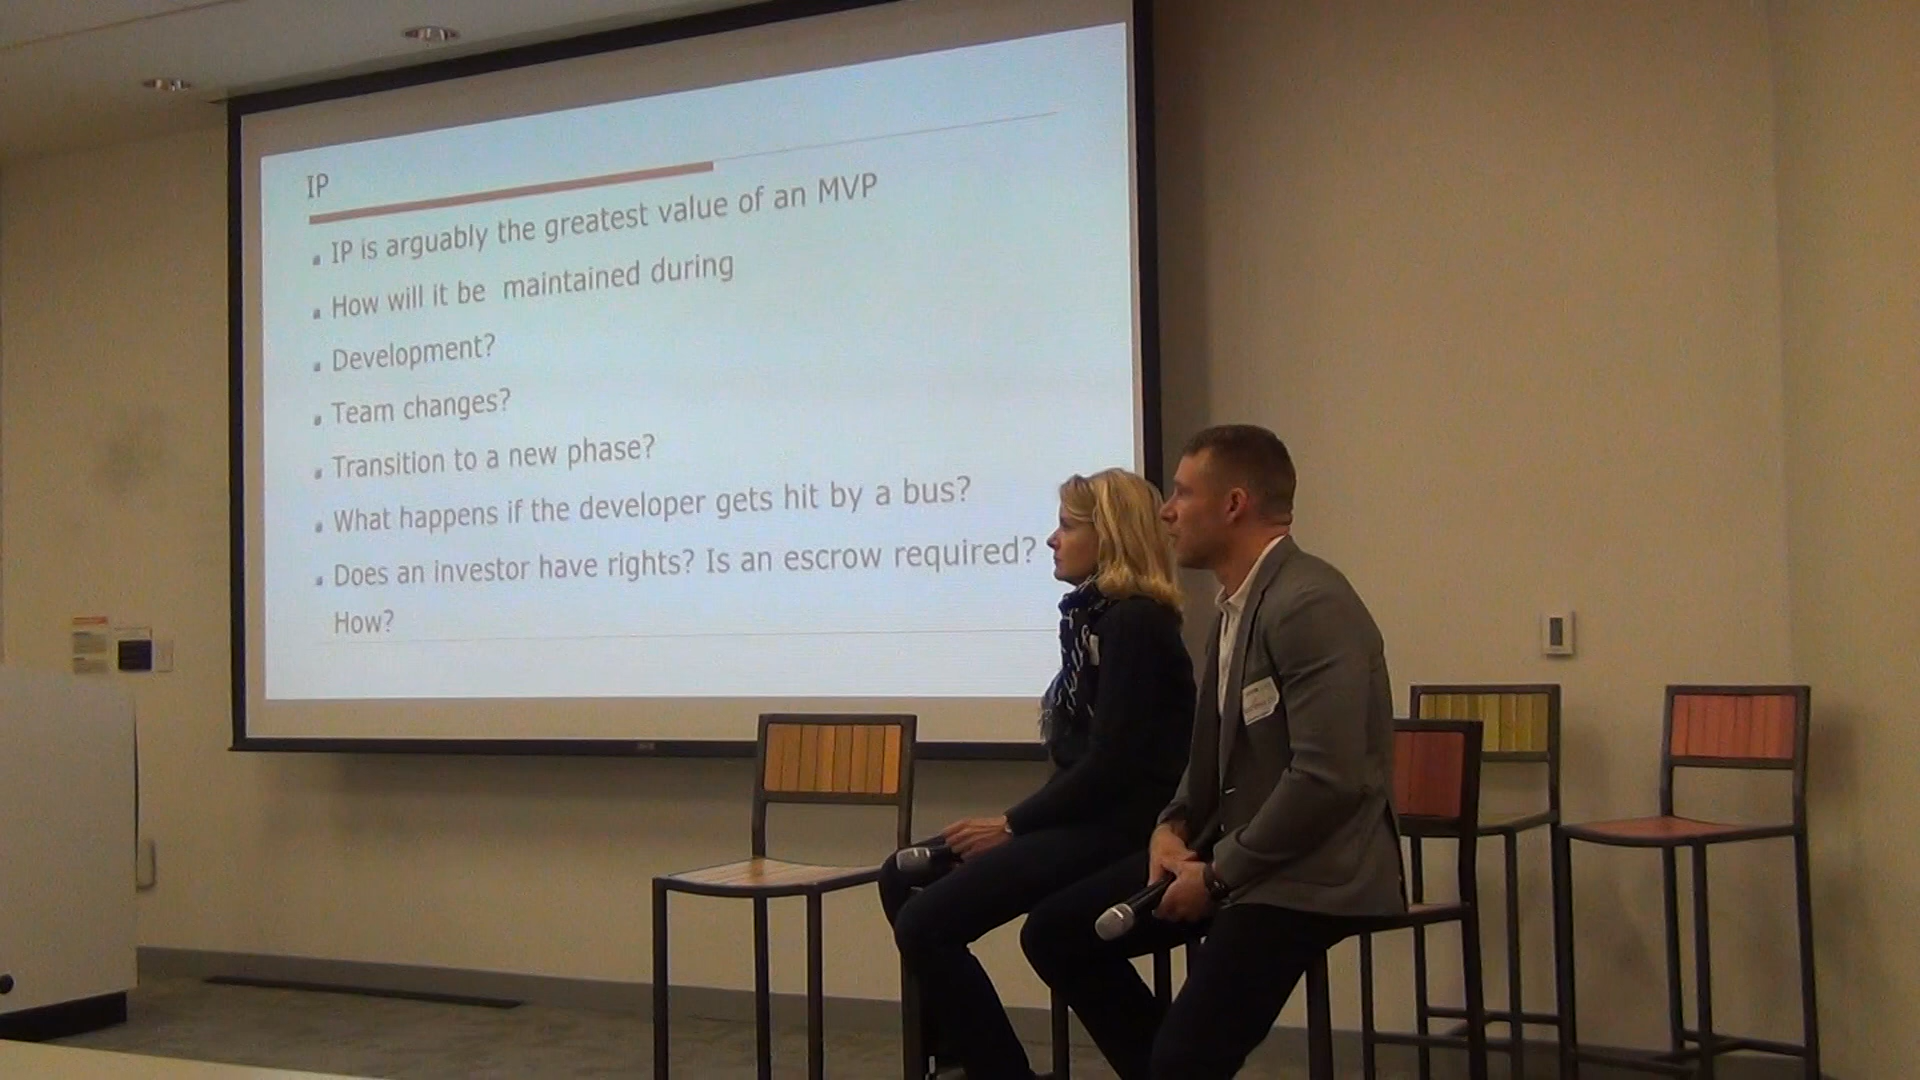 IP
IP is arguably the greatest value of an MVP
How will it be maintained during
Development?
Team changes?
Transition to a new phase?
What happens if the developer gets hit by a bus?
Does an investor have rights? Is an escrow required?
How?